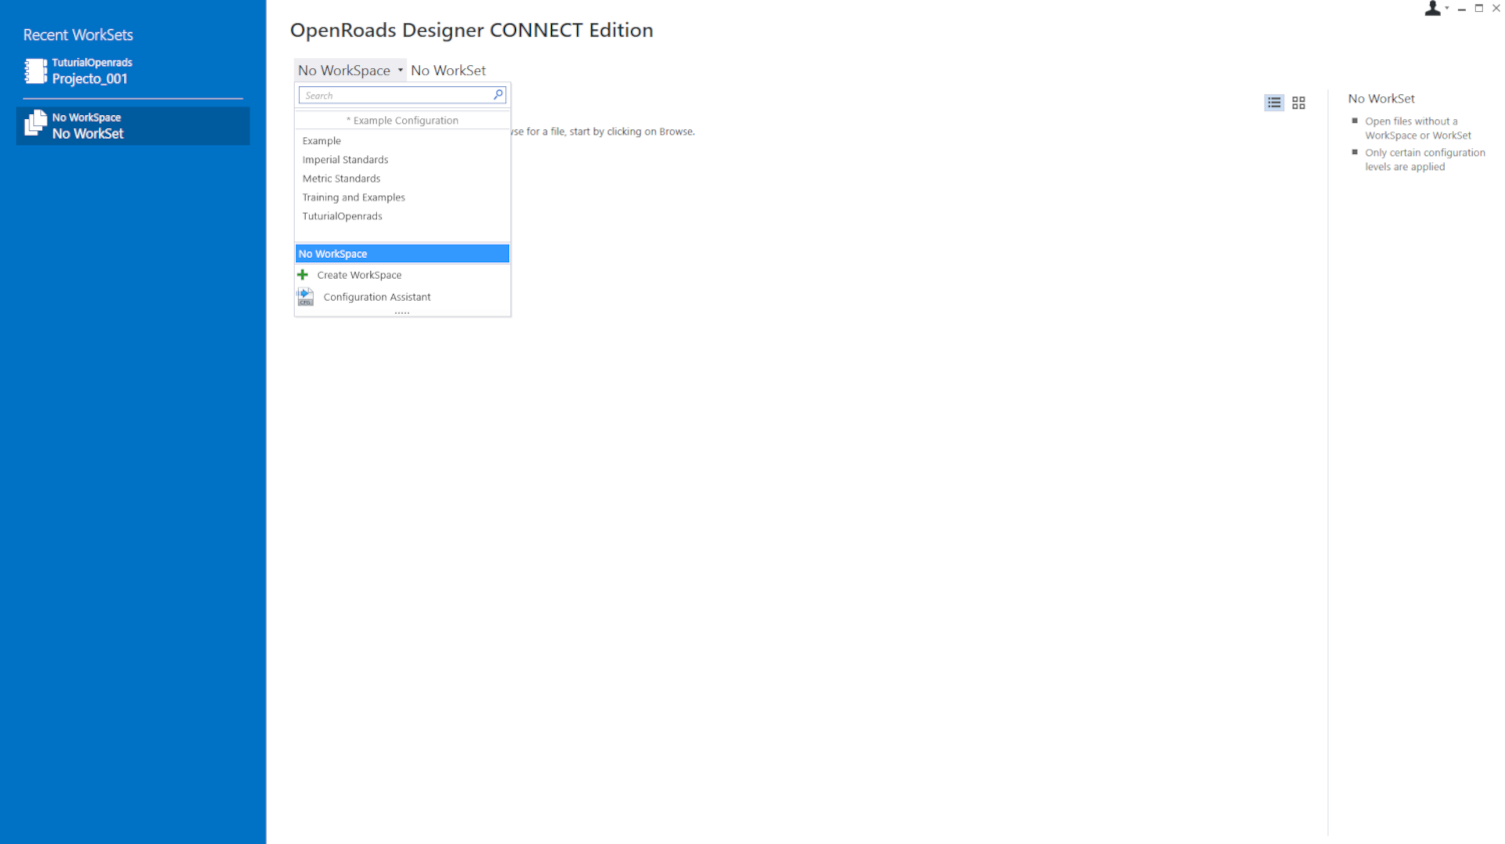 Recent WorkSets
TuturialOpenrads
Projecto_001
No WorkSpace
No WorkSet
OpenRoads Designer CONNECT Edition
No WorkSpace No WorkSet
Search
* Example Configuration
Example
Imperial Standards
Metric Standards
Training and Examples
TuturialOpenrads
No WorkSpace
Create WorkSpace
Configuration Assistant
for a file, start by clicking on Browse.
No WorkSet
Open files without a
WorkSpace or WorkSet
Only certain configuration
levels are applied